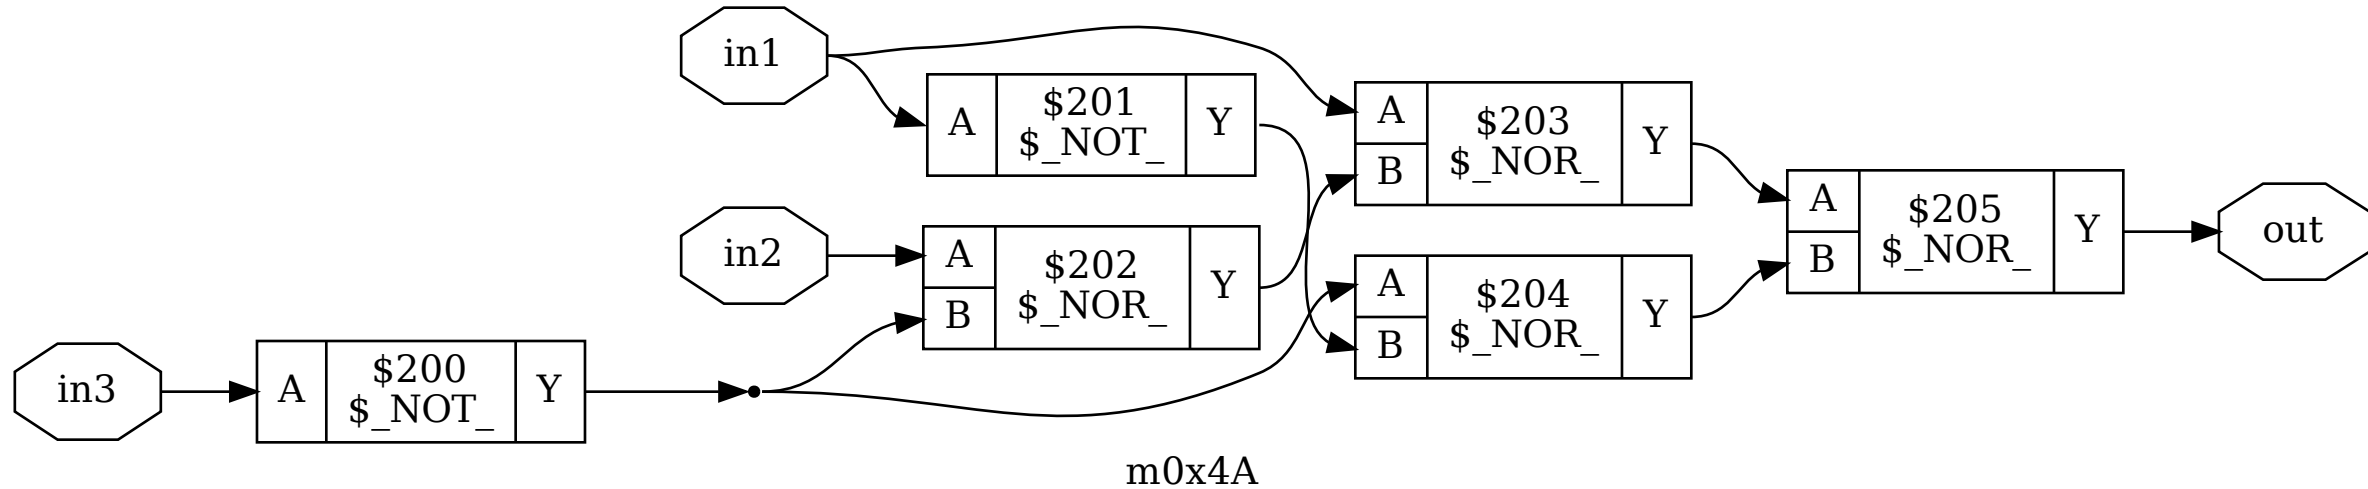 in1
A
$201
$_NOT_
Y
in2
A
B
$202
$_NOR_
Y
in3
A
$200
$_NOT_
Y
A
B
$203
$_NOR_
Y
A
B
$204
$_NOR_
Y
A
B
$205
$_NOR_
Y
out
m0x4A